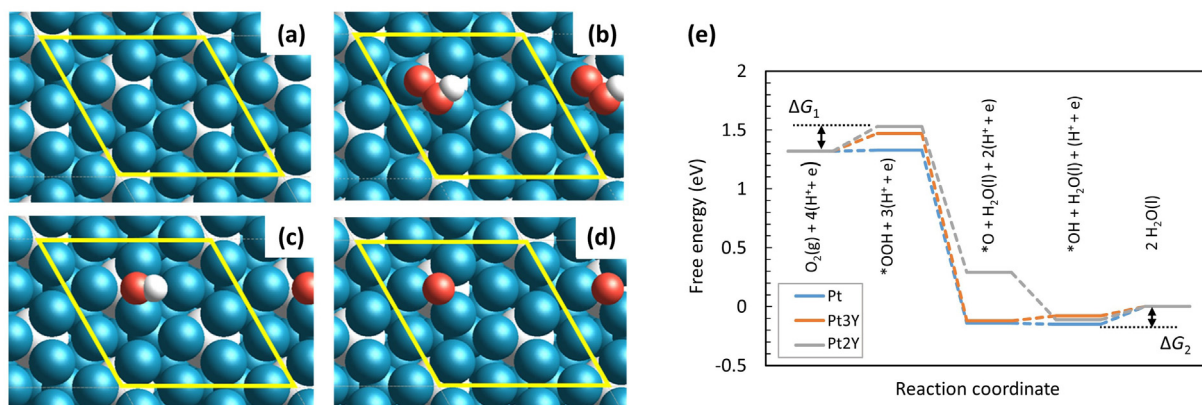 (a)
(b)
(c)
(d)
(e)
2
1.5
1
0.5
0
-0.5
Free energy (eV)
Reaction coordinate
ΔG₁
ΔG₂
O₂(g) + 4(H⁺+ e)
*OOH + 3(H⁺+ e)
*O + H₂O(l) + 2(H⁺ + e)
*OH + H₂O(l) + (H⁺ + e)
2 H₂O(l)
Pt
Pt3Y
Pt2Y